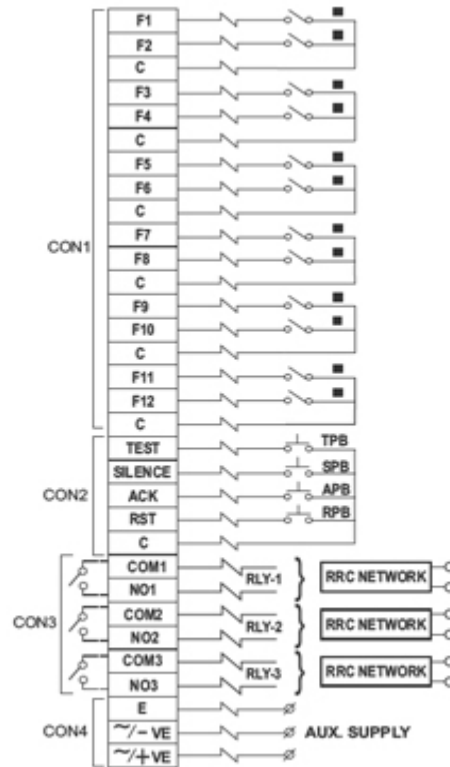 F1
F2
C
F3
F4
C
F5
F6
C
F7
CON1
F8
C
F9
F10
C
F11
F12
C
TEST TPB
SILENCE SPB
CON2 ACK APB
RST RPB
C
COM1
NO1 RLY-1 RRC NETWORK
COM2
CON3 NO2 RLY-2 RRC NETWORK
COM3
NO3 RLY-3 RRC NETWORK
E
CON4 ~/- VE AUX. SUPPLY
~/+ VE